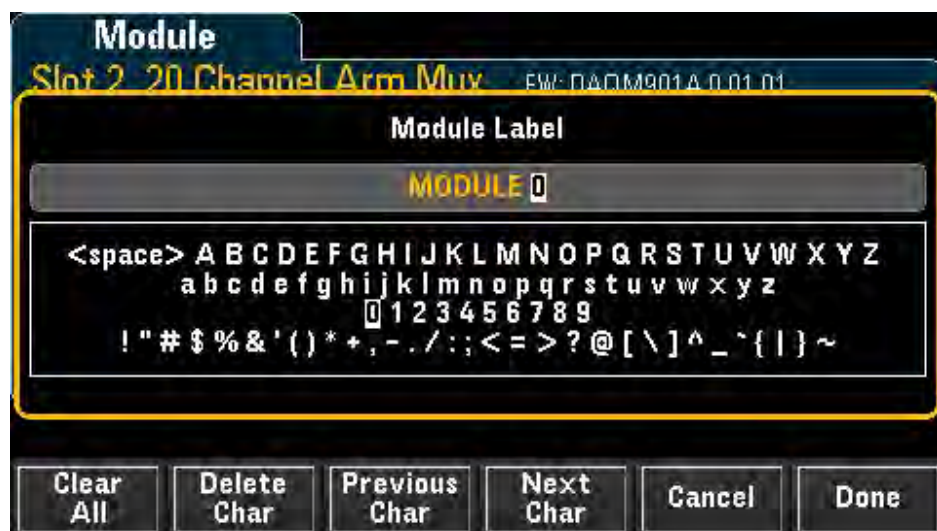 Module
Slot 2 20 Channel Arm Mux FW: DAQM901A 0.01.01
Module Label
MODULE 0
<space> A B C D E F G H I J K L M N O P Q R S T U V W X Y Z
a b c d e f g h i j k l m n o p q r s t u v w x y z
0 1 2 3 4 5 6 7 8 9
! " # $ % & ' ( ) * + , - . / : ; < = > ? @ [ \ ] ^ _ ` { | } ~
Clear All
Delete Char
Previous Char
Next Char
Cancel
Done